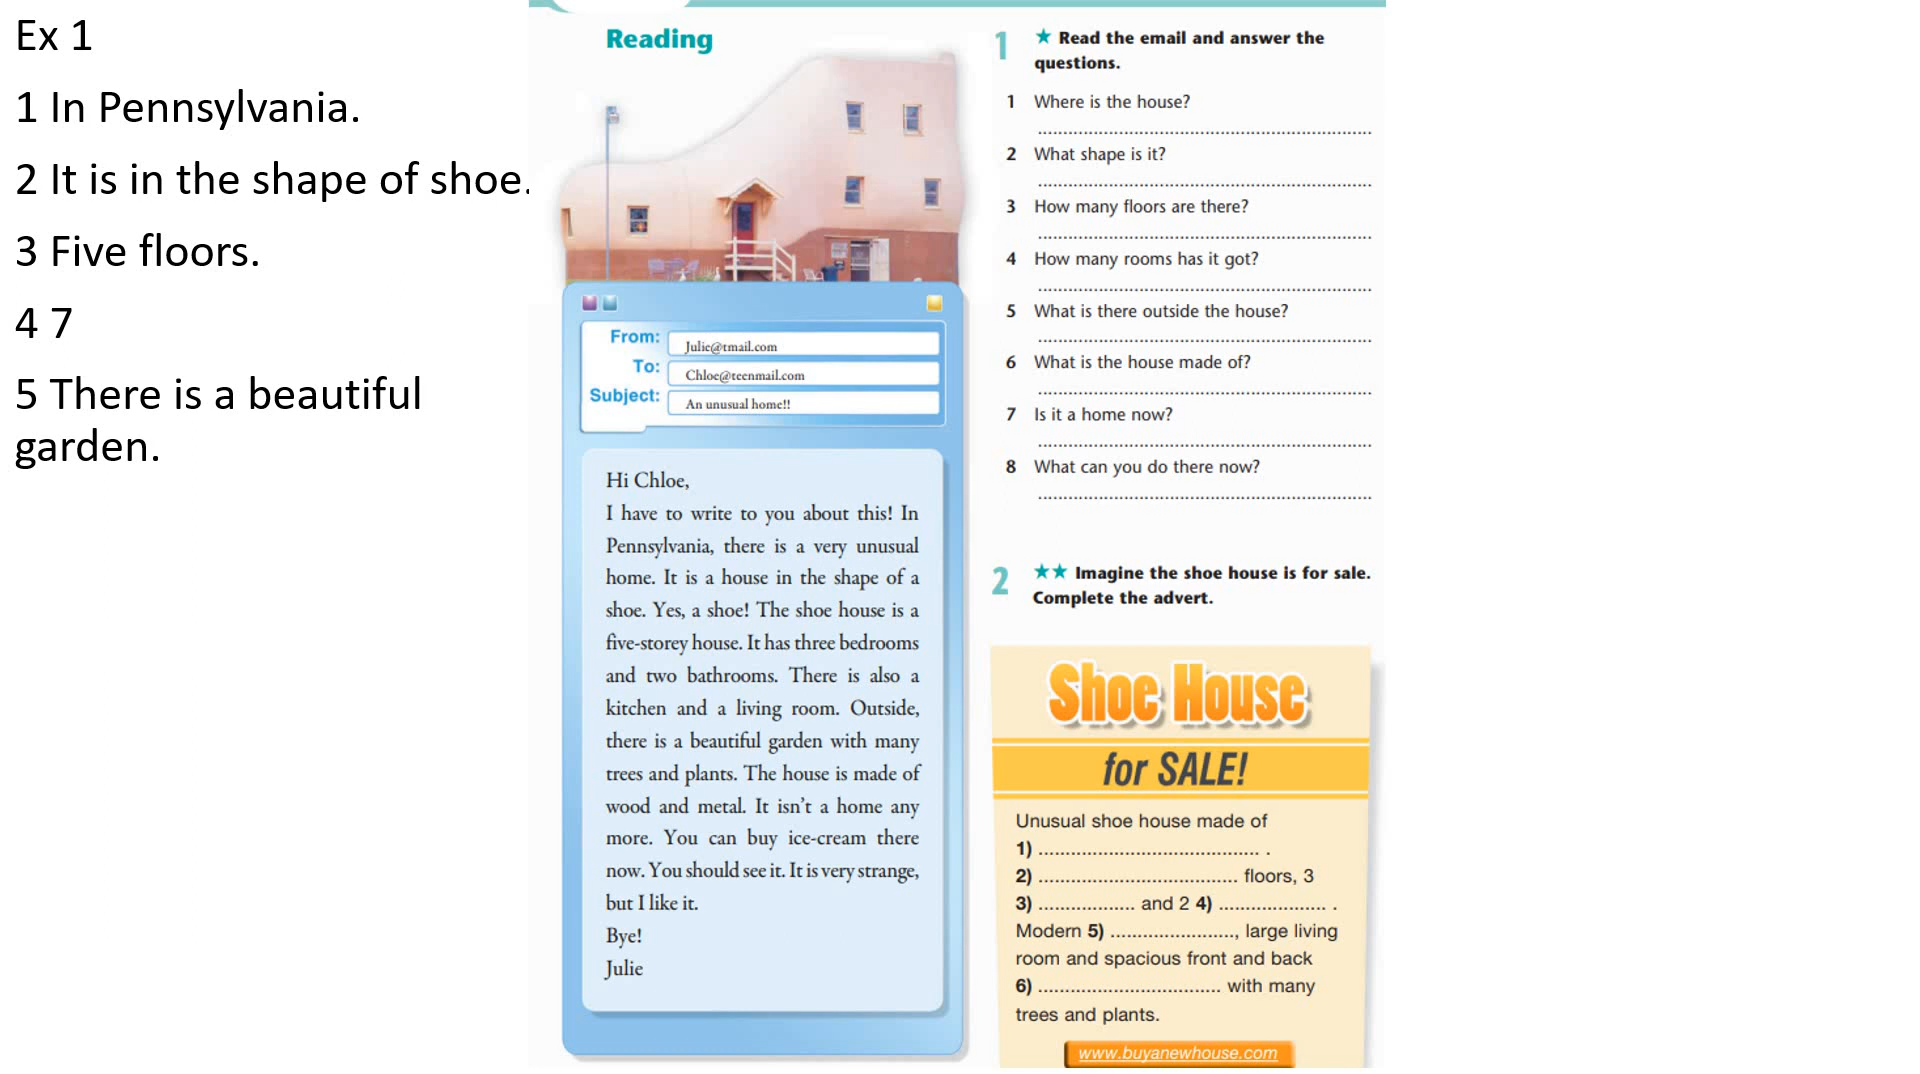 Ex 1
1 In Pennsylvania.
2 It is in the shape of shoe.
3 Five floors.
4 7
5 There is a beautiful
garden.
Reading
From:
Julie@tmail.com
To:
Chloe@teenmail.com
Subject:
An unusual home!!
Hi Chloe,
I have to write to you about this! In
Pennsylvania, there is a very unusual
home. It is a house in the shape of a
shoe. Yes, a shoe! The shoe house is a
five-storey house. It has three bedrooms
and two bathrooms. There is also a
kitchen and a living room. Outside,
there is a beautiful garden with many
trees and plants. The house is made of
wood and metal. It isn't a home any
more. You can buy ice-cream there
now. You should see it. It is very strange,
but I like it.
Bye!
Julie
1 ★ Read the email and answer the
questions.
1 Where is the house?
2 What shape is it?
3 How many floors are there?
4 How many rooms has it got?
5 What is there outside the house?
6 What is the house made of?
7 Is it a home now?
8 What can you do there now?
2 ★★ Imagine the shoe house is for sale.
Complete the advert.
Shoe House
for SALE!
Unusual shoe house made of
1) ........................................ .
2) .................................... floors, 3
3) .................. and 2 4) .................... .
Modern 5) ......................., large living
room and spacious front and back
6) ................................. with many
trees and plants.
www.buyanewhouse.com